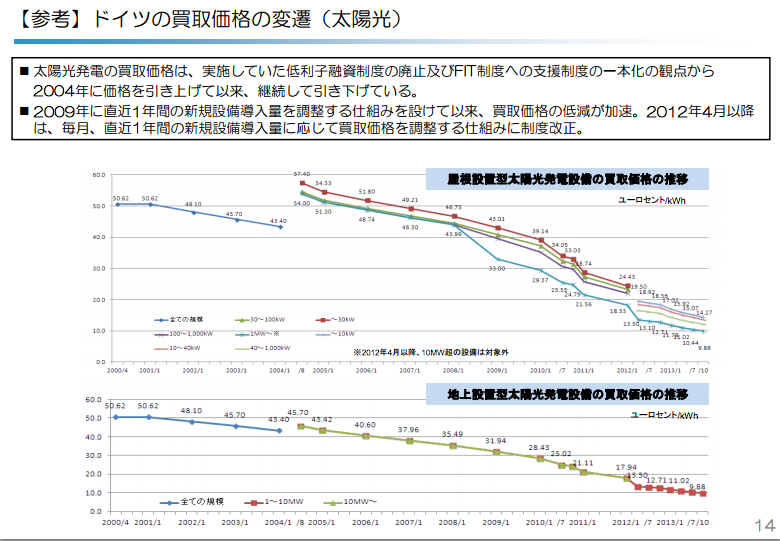 【参考】ドイツの買取価格の変遷（太陽光）
■ 太陽光発電の買取価格は、実施していた低利子融資制度の廃止及びFIT制度への支援制度の一本化の観点から
2004年に価格を引き上げて以来、継続して引き下げている。
■ 2009年に直近1年間の新規設備導入量を調整する仕組みを設けて以来、買取価格の低減が加速。2012年4月以降
は、毎月、直近1年間の新規設備導入量に応じて買取価格を調整する仕組みに制度改正。
屋根設置型太陽光発電設備の買取価格の推移
ユーロセント/kWh
60.0
50.0
40.0
30.0
20.0
10.0
0.0
50.62 50.62 48.10 45.70 43.40
57.40 54.53 51.80 49.21 46.75 45.01 39.14 34.05 33.03 28.74 24.43
54.00 51.30 48.74 46.30 43.99 33.00 29.37 25.55 24.79 21.56 18.33
19.50 18.92 18.36 17.02 15.92 15.07 14.27
13.50 13.10 12.71 11.02 10.44 9.88
全ての規模 30～100kW ～30kW
100～1,000kW 1MW～※ ～10kW
10～40kW 40～1,000kW
※2012年4月以降、10MW超の設備は対象外
2000/4 2001/1 2002/1 2003/1 2004/1 /8 2005/1 2006/1 2007/1 2008/1 2009/1 2010/1 /7 2011/1 2012/1 /7 2013/1 /7 /10
地上設置型太陽光発電設備の買取価格の推移
ユーロセント/kWh
60.0
50.0
40.0
30.0
20.0
10.0
0.0
50.62 50.62 48.10 45.70 43.40 45.70 43.42 40.60 37.96 35.49 31.94 28.43 25.02 21.11 17.94 13.50 12.71 11.02 9.88
全ての規模 1～10MW 10MW～
2000/4 2001/1 2002/1 2003/1 2004/1 /8 2005/1 2006/1 2007/1 2008/1 2009/1 2010/1 /7 2011/1 2012/1 /7 2013/1 /7 /10
14